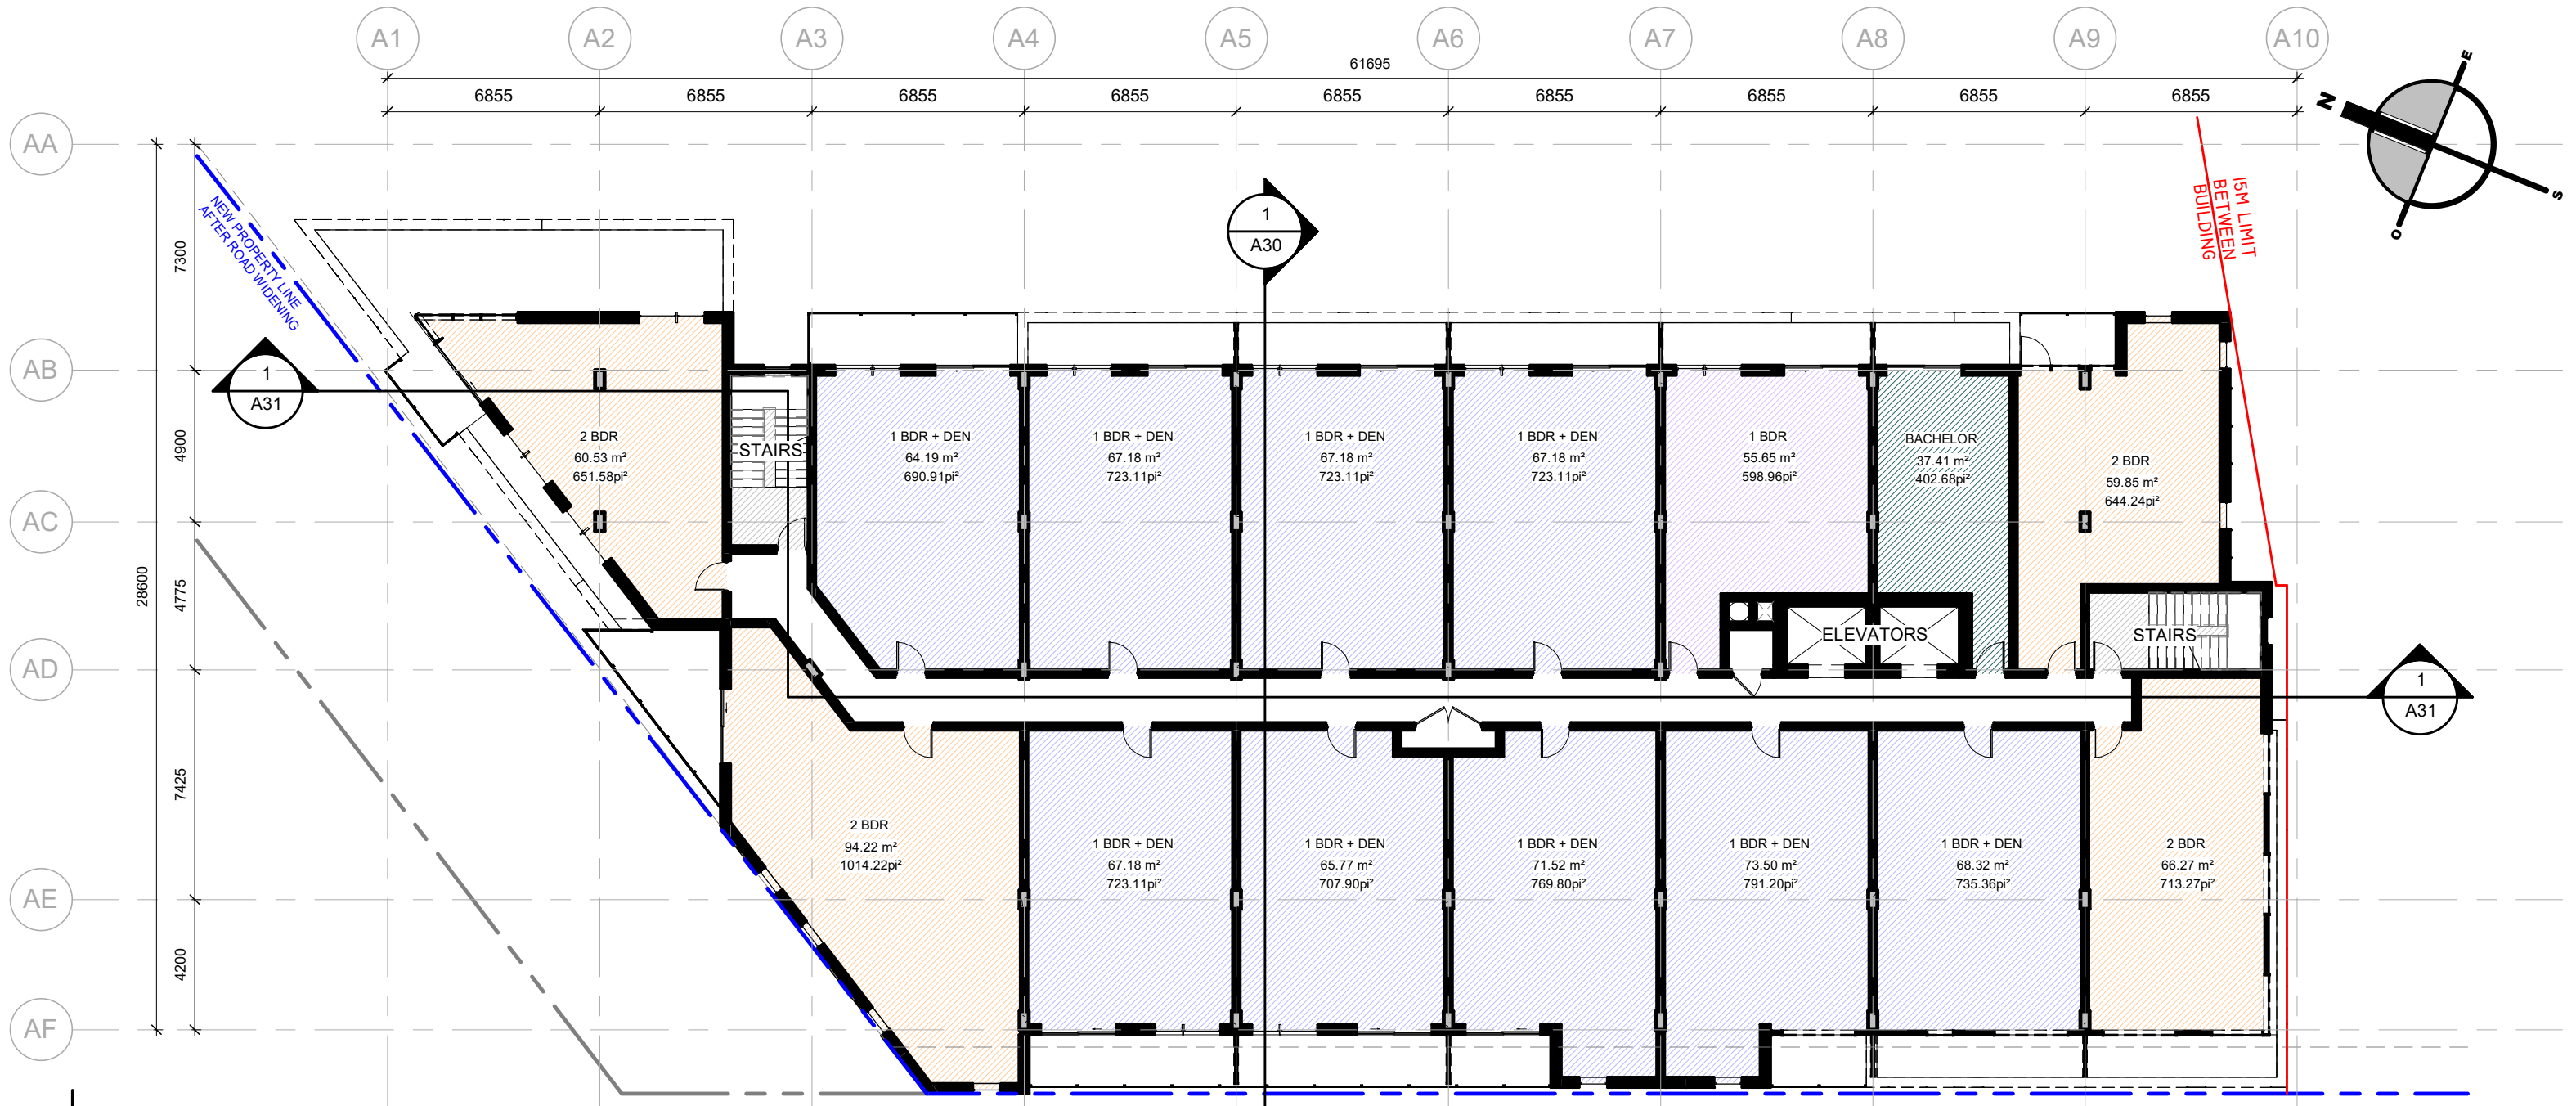 A1 A2 A3 A4 A5 A6 A7 A8 A9 A10
61695
6855 6855 6855 6855 6855 6855 6855 6855 6855
AA
AB
AC
AD
AE
AF
28600
7300
4900
4775
7425
4200
NEW PROPERTY LINE
AFTER ROAD WIDENING
15M LIMIT
BETWEEN
BUILDING
N
E
S
O
1
A30
1
A31
1
A31
2 BDR
60.53 m²
651.58pi²
STAIRS
1 BDR + DEN
64.19 m²
690.91pi²
1 BDR + DEN
67.18 m²
723.11pi²
1 BDR + DEN
67.18 m²
723.11pi²
1 BDR + DEN
67.18 m²
723.11pi²
1 BDR
55.65 m²
598.96pi²
BACHELOR
37.41 m²
402.68pi²
2 BDR
59.85 m²
644.24pi²
ELEVATORS
STAIRS
2 BDR
94.22 m²
1014.22pi²
1 BDR + DEN
67.18 m²
723.11pi²
1 BDR + DEN
65.77 m²
707.90pi²
1 BDR + DEN
71.52 m²
769.80pi²
1 BDR + DEN
73.50 m²
791.20pi²
1 BDR + DEN
68.32 m²
735.36pi²
2 BDR
66.27 m²
713.27pi²